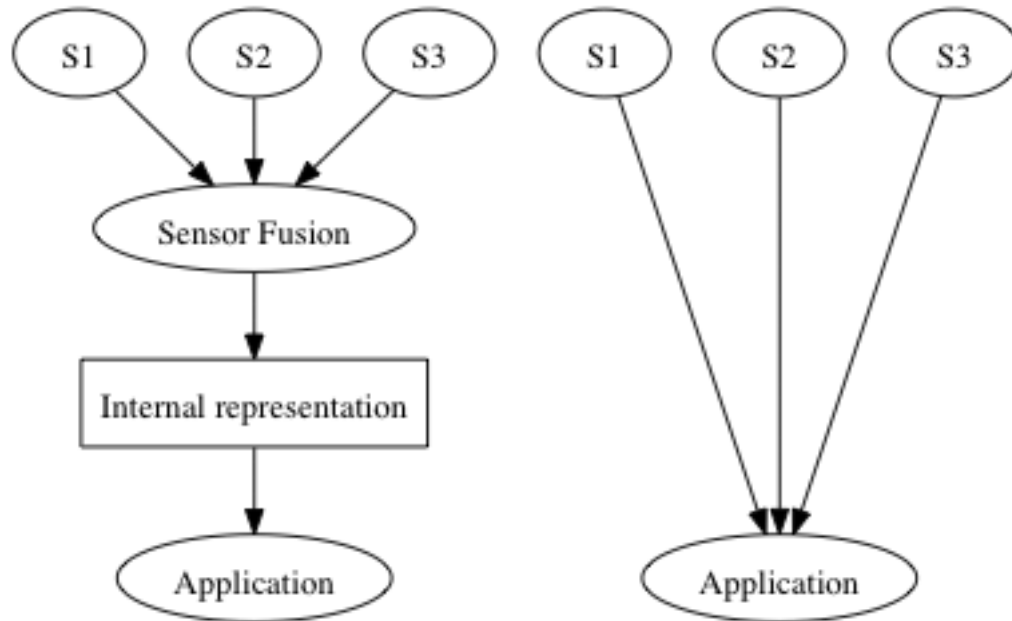 S1
S2
S3
S1
S2
S3
Sensor Fusion
Internal representation
Application
Application